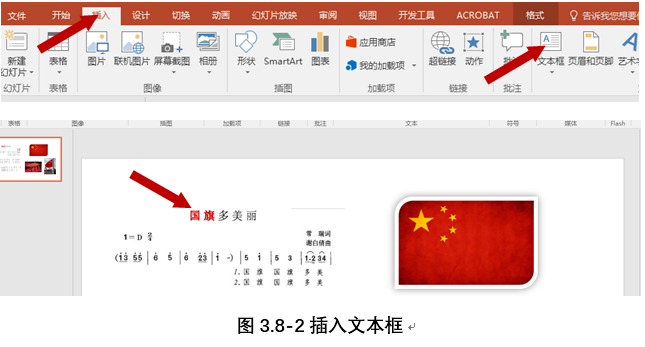 文件 开始 插入 设计 切换 动画 幻灯片放映 审阅 视图 开发工具 ACROBAT 格式 告诉我您想要
新建 表格 图片 联机图片 屏幕截图 相册 形状 SmartArt 图表 应用商店 超链接 动作 文本框 页眉和页脚
幻灯片 我的加载项
幻灯片 表格 图像 插图 加载项 链接 批注
表格 图像 插图 加载项 链接 批注 文本 符号 媒体 Flash
国旗多美丽
1=D 2/4
常 瑞词
谢白倩曲
(13 55 | 6 5 | 6 23 | 1 -) | 5 1 | 5 3 | 1·2 34 |
1. 国 旗 国 旗 多 美
2. 国 旗 国 旗 多 美
图 3.8-2 插入文本框